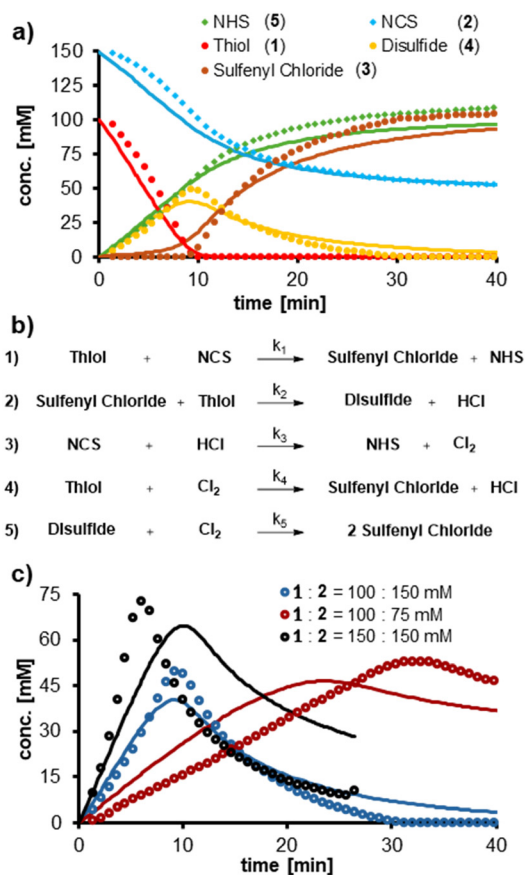 a)
NHS (5) NCS (2)
Thiol (1) Disulfide (4)
Sulfenyl Chloride (3)
150
125
100
75
50
25
0
conc. [mM]
0 10 20 30 40
time [min]
b)
1) Thiol + NCS k1 Sulfenyl Chloride + NHS
2) Sulfenyl Chloride + Thiol k2 Disulfide + HCl
3) NCS + HCl k3 NHS + Cl2
4) Thiol + Cl2 k4 Sulfenyl Chloride + HCl
5) Disulfide + Cl2 k5 2 Sulfenyl Chloride
c)
1 : 2 = 100 : 150 mM
1 : 2 = 100 : 75 mM
1 : 2 = 150 : 150 mM
75
60
45
30
15
0
conc. [mM]
0 10 20 30 40
time [min]